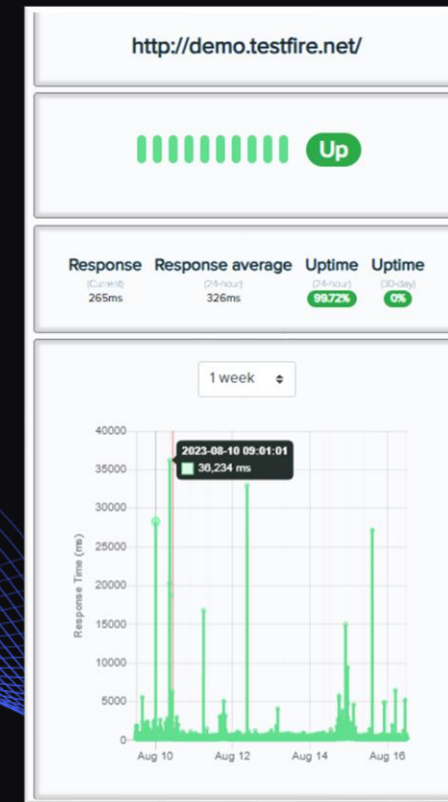 http://demo.testfire.net/
Up
Response Response average Uptime Uptime
(Current) (24-hour) (24-hour) (30-day)
265ms 326ms 99.72% 0%
1 week
40000
2023-08-10 09:01:01
36,234 ms
35000
30000
25000
20000
15000
10000
5000
0
Response Time (ms)
Aug 10 Aug 12 Aug 14 Aug 16